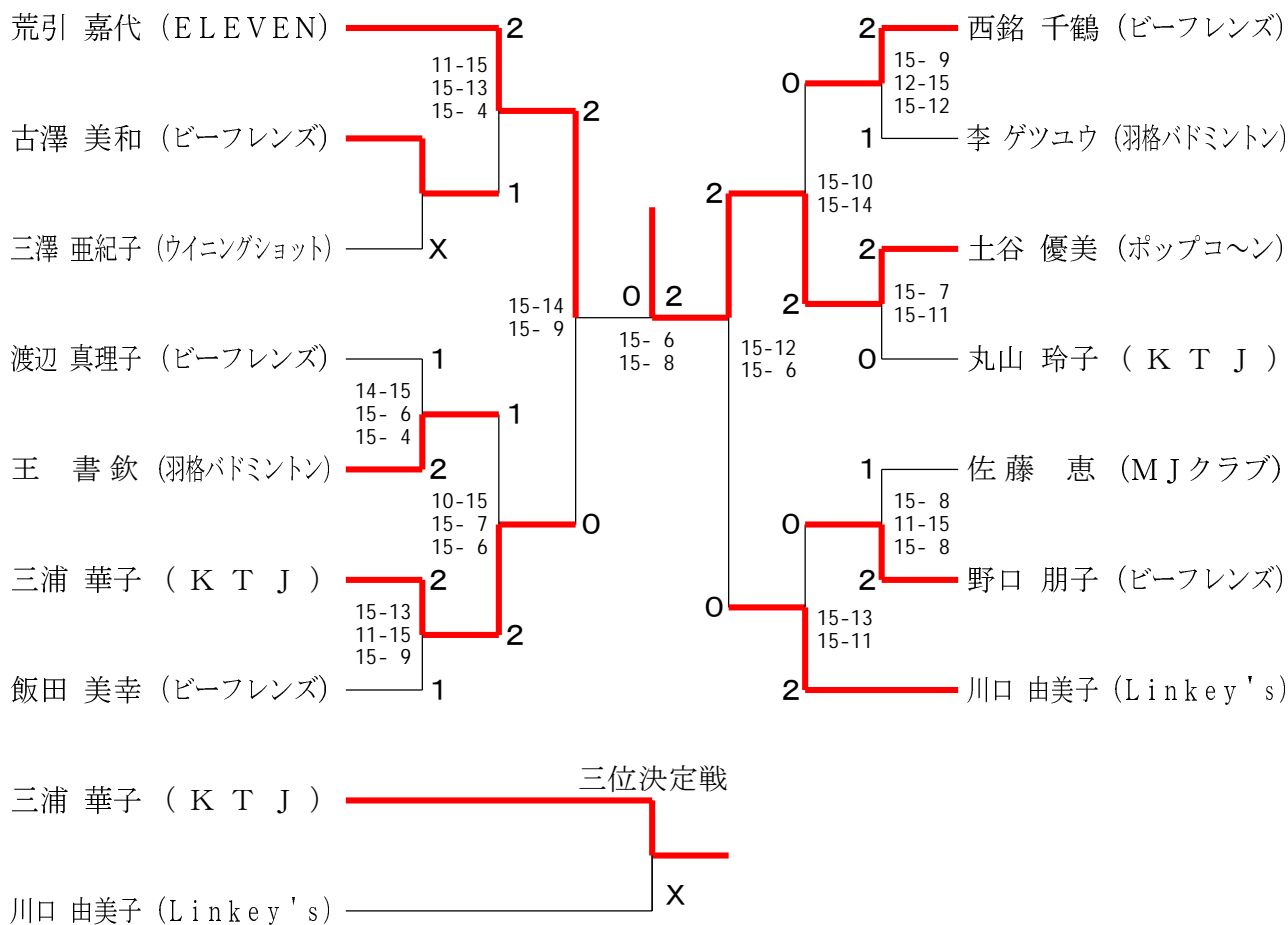 荒引 嘉代 (ELEVEN)
2
11-15
15-13
15- 4
2
古澤 美和 (ビーフレンズ)
1
三澤 亜紀子 (ウイニングショット)
X
15-14
15- 9
渡辺 真理子 (ビーフレンズ)
1
14-15
15- 6
15- 4
1
王 書欽 (羽格バドミントン)
2
10-15
15- 7
15- 6
0
三浦 華子 (KTJ)
2
15-13
11-15
15- 9
2
飯田 美幸 (ビーフレンズ)
1
0 2
15- 6
15- 8
2 西銘 千鶴 (ビーフレンズ)
0
15- 9
12-15
15-12
1 李 ゲツユウ (羽格バドミントン)
2
15-10
15-14
2 土谷 優美 (ポップコ～ン)
2
15- 7
15-11
0 丸山 玲子 (KTJ)
15-12
15- 6
1 佐藤 恵 (MJクラブ)
0
15- 8
11-15
15- 8
2 野口 朋子 (ビーフレンズ)
0
15-13
15-11
2 川口 由美子 (Linkey's)
三位決定戦
三浦 華子 (KTJ)
X
川口 由美子 (Linkey's)